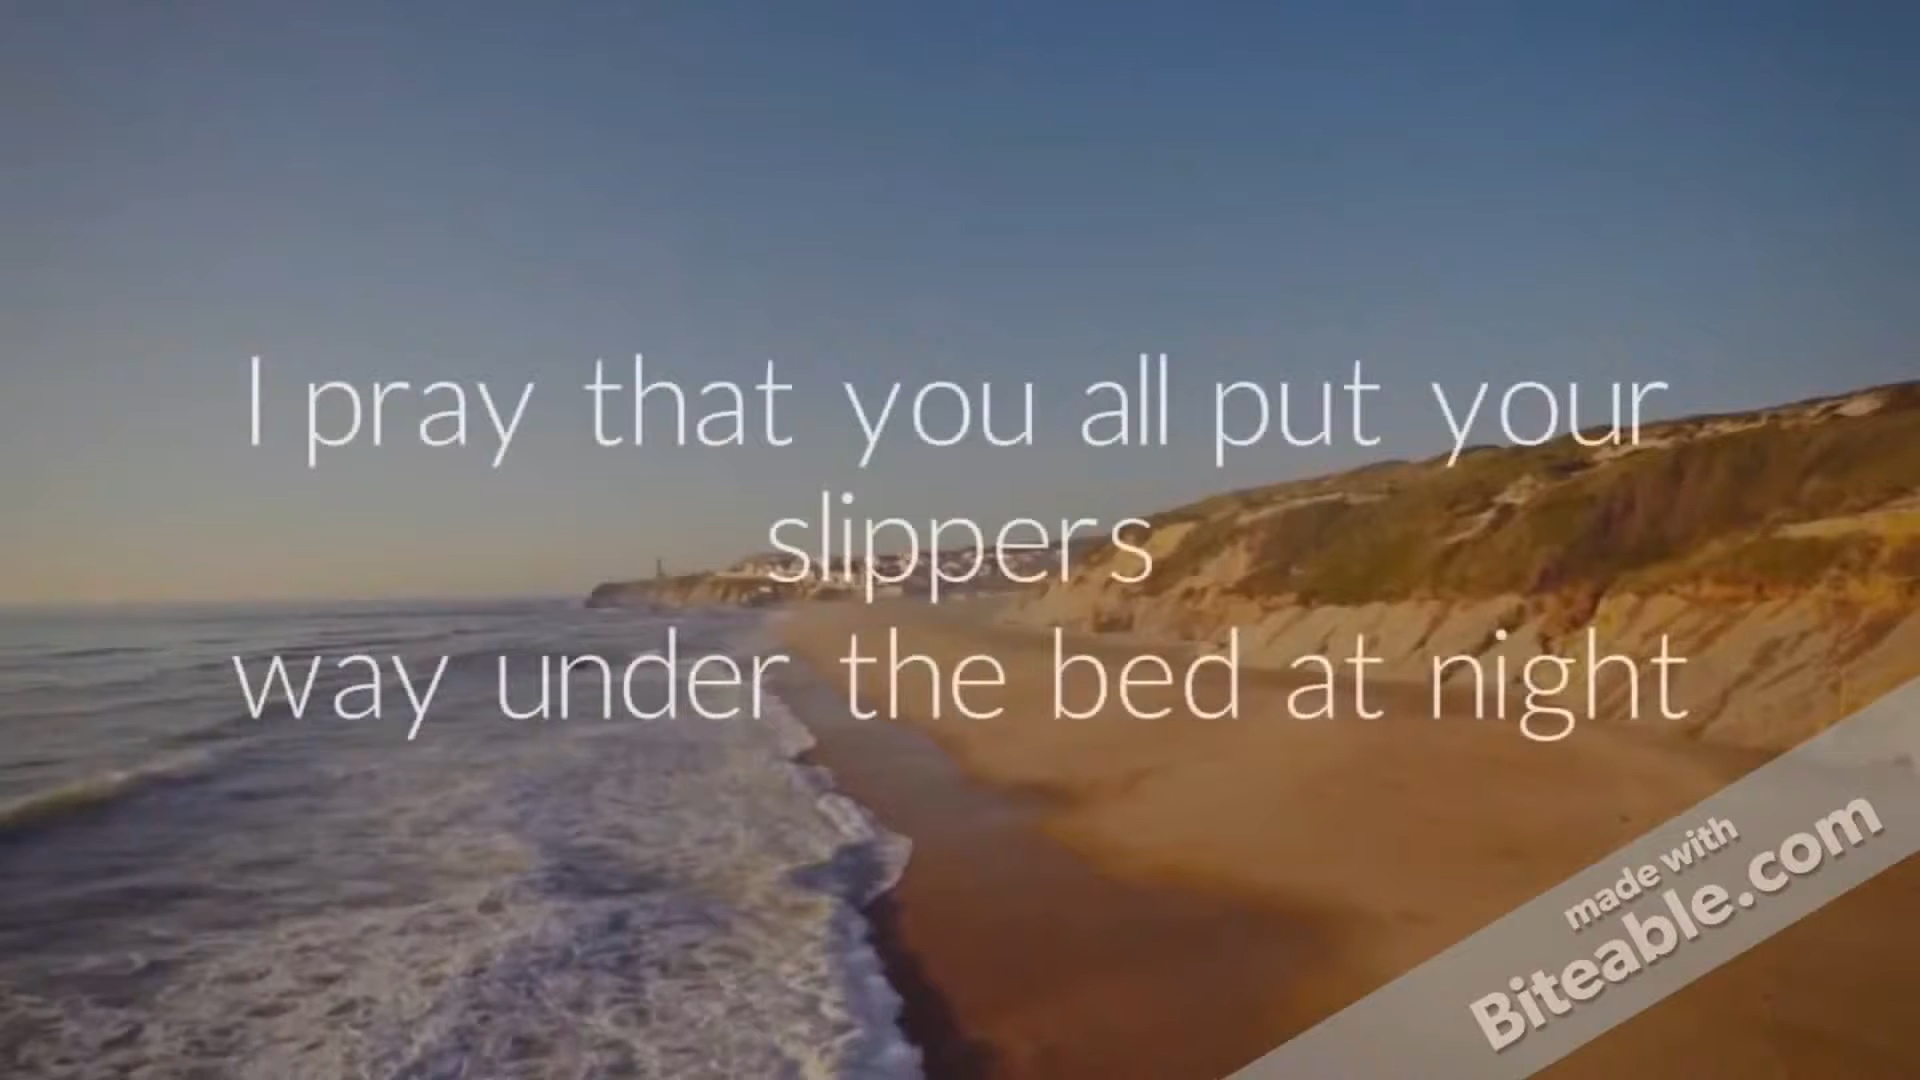 I pray that you all put your
slippers
way under the bed at night
made with
Biteable.com